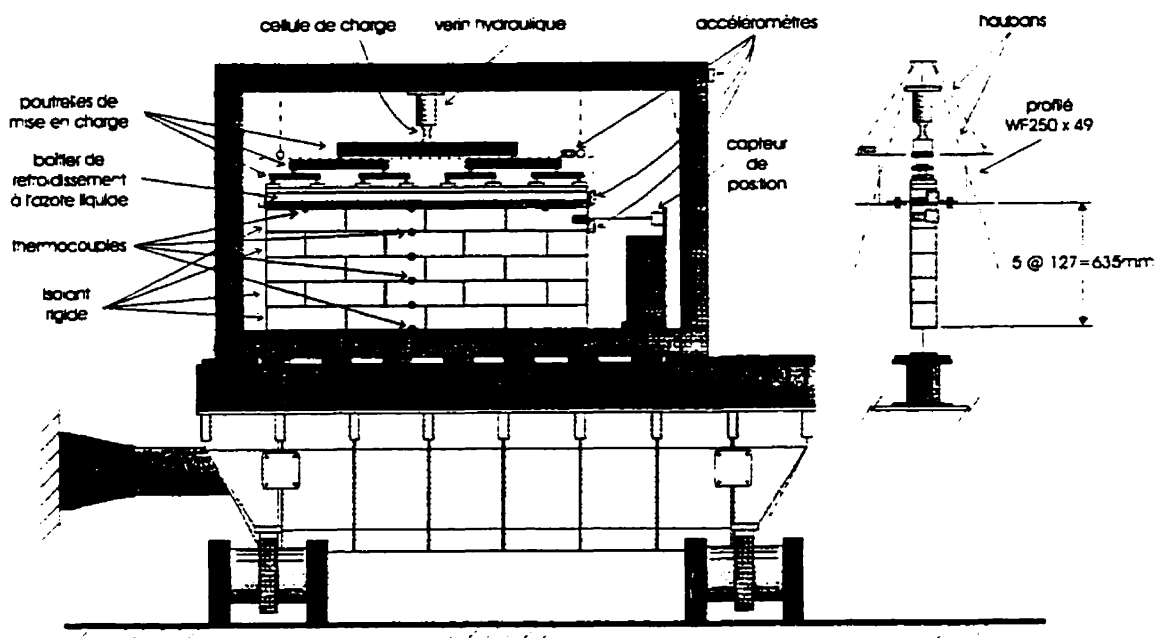 cellule de charge
verin hydraulique
accéléromètres
haubans
poutrelles de
mise en charge
profilé
WF250 x 49
boîtier de
refroidissement
à l'azote liquide
capteur
de
position
thermocouples
5 @ 127=635mm
isolant
rigide